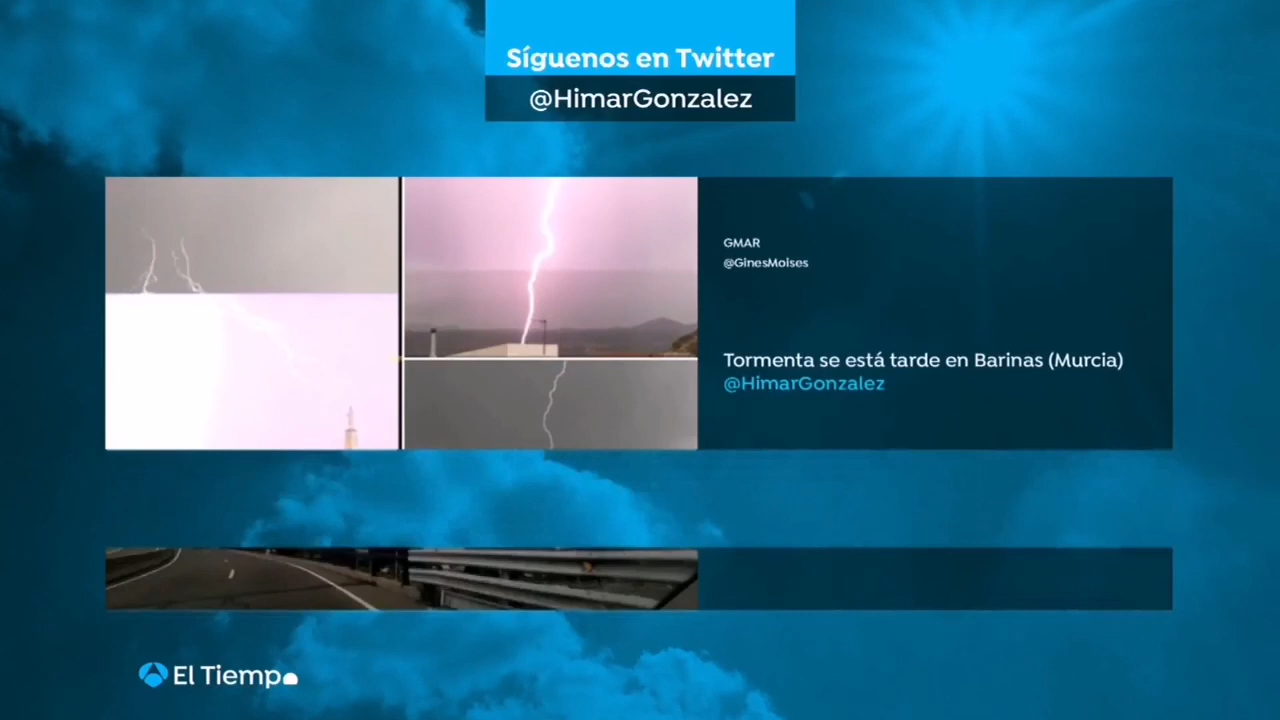 Síguenos en Twitter
@HimarGonzalez
GMAR
@GinesMoises
Tormenta se está tarde en Barinas (Murcia)
@HimarGonzalez
El Tiempo